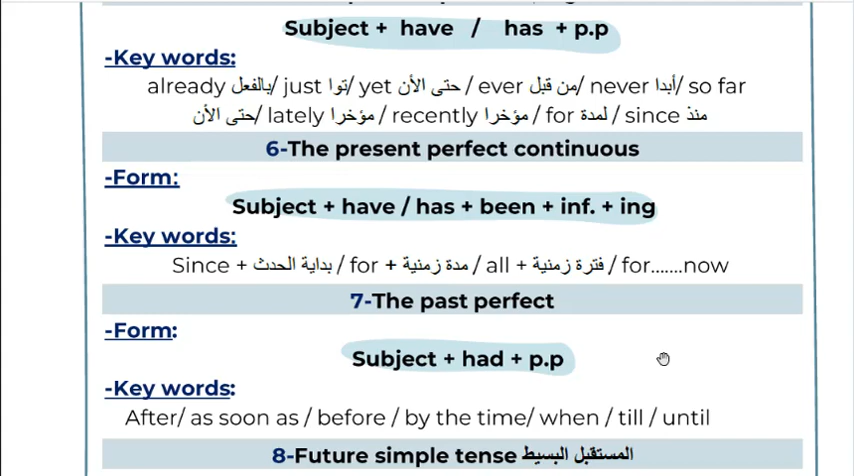 Subject + have / has + p.p
-Key words:
already بالفعل/ just توا/ yet حتى الأن / ever من قبل/ never أبدا/ so far
حتى الأن/ lately مؤخرا / recently مؤخرا / for لمدة / since منذ
6-The present perfect continuous
-Form:
Subject + have / has + been + inf. + ing
-Key words:
Since + بداية الحدث / for + مدة زمنية / all + فترة زمنية / for.......now
7-The past perfect
-Form:
Subject + had + p.p
-Key words:
After/ as soon as / before / by the time/ when / till / until
8-Future simple tense المستقبل البسيط